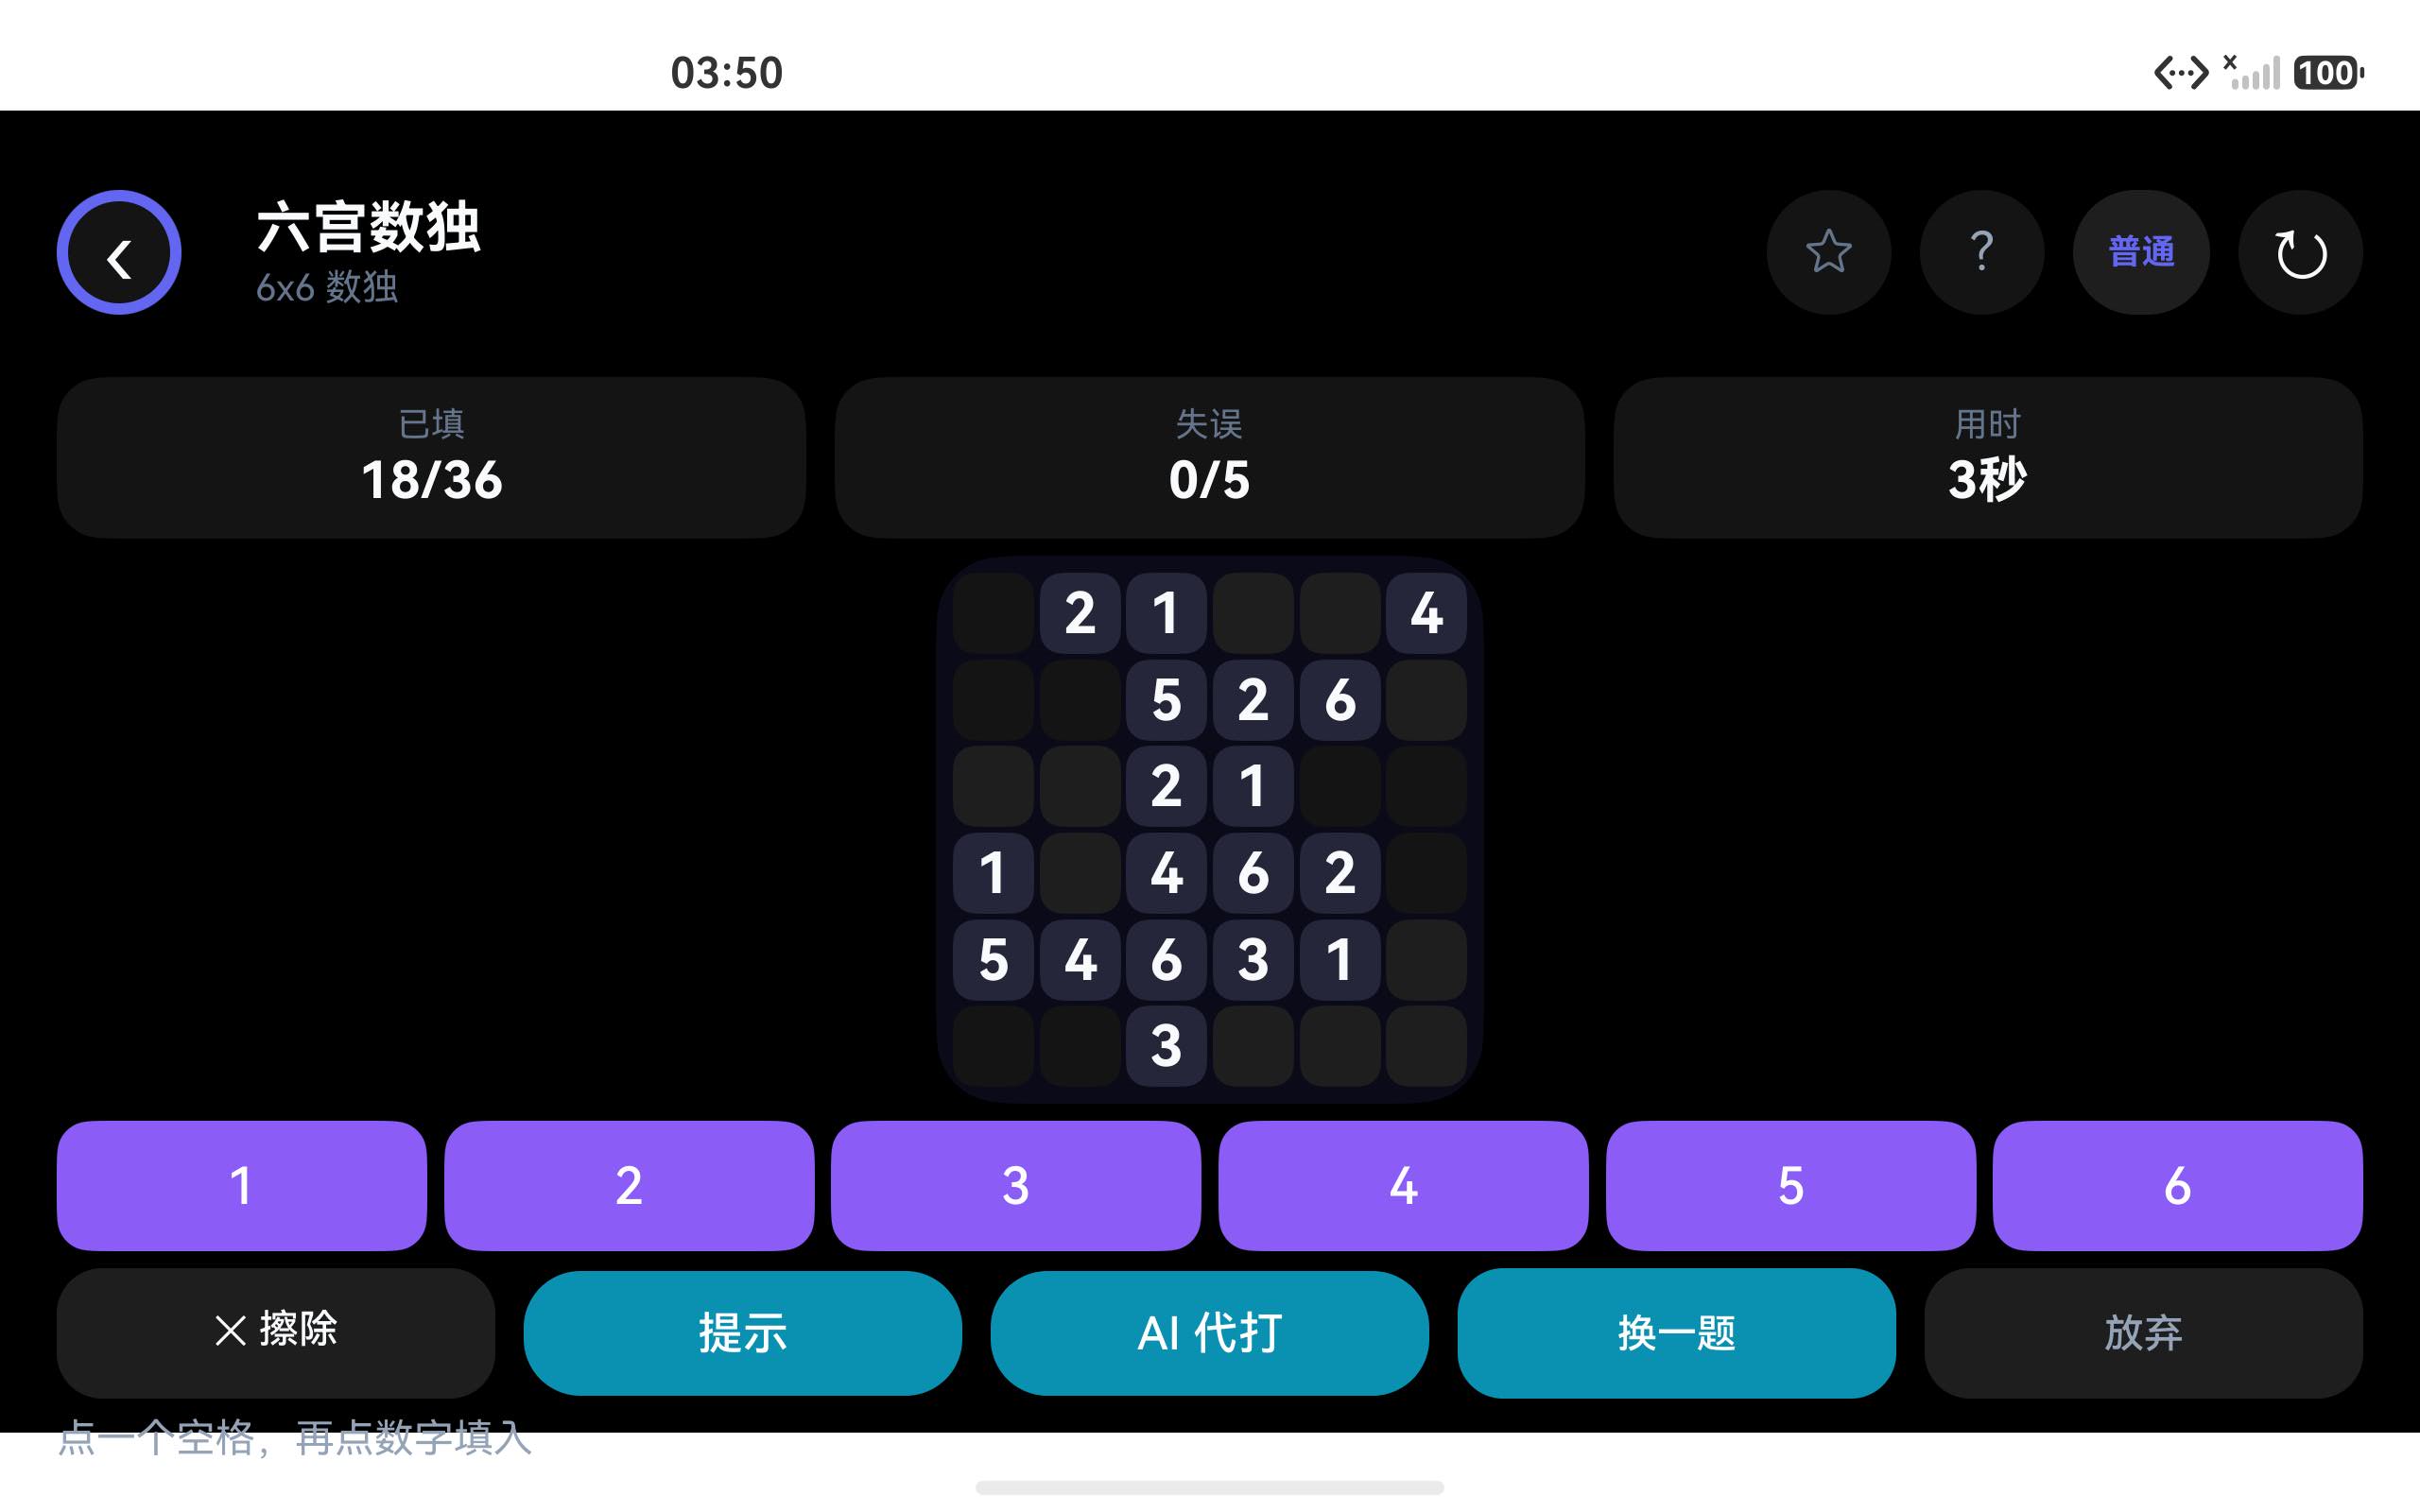 03:50
100
六宫数独
6x6 数独
? 普通
已填 失误 用时
18/36 0/5 3秒
2 1 4
5 2 6
2 1
1 4 6 2
5 4 6 3 1
3
1 2 3 4 5 6
擦除 提示 AI 代打 换一题 放弃
点一个空格，再点数字填入